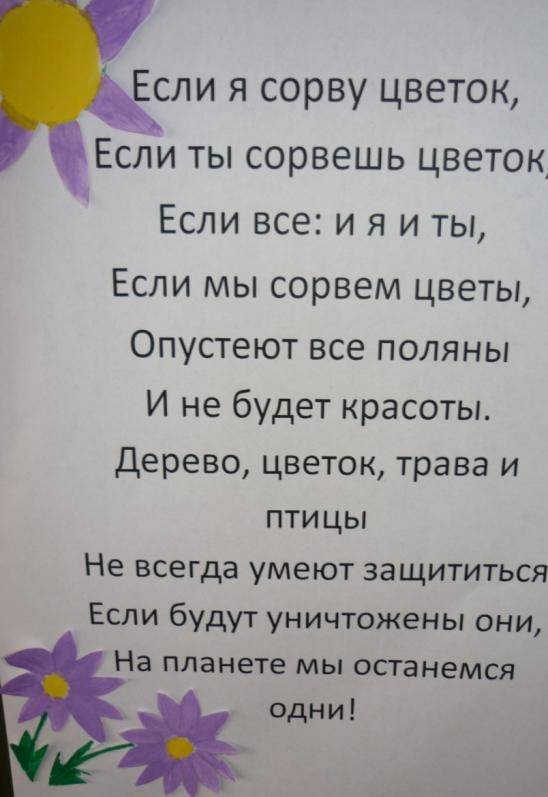 Если я сорву цветок,
Если ты сорвешь цветок,
Если все: и я и ты,
Если мы сорвем цветы,
Опустеют все поляны
И не будет красоты.
Дерево, цветок, трава и
птицы
Не всегда умеют защититься
Если будут уничтожены они,
На планете мы останемся
одни!